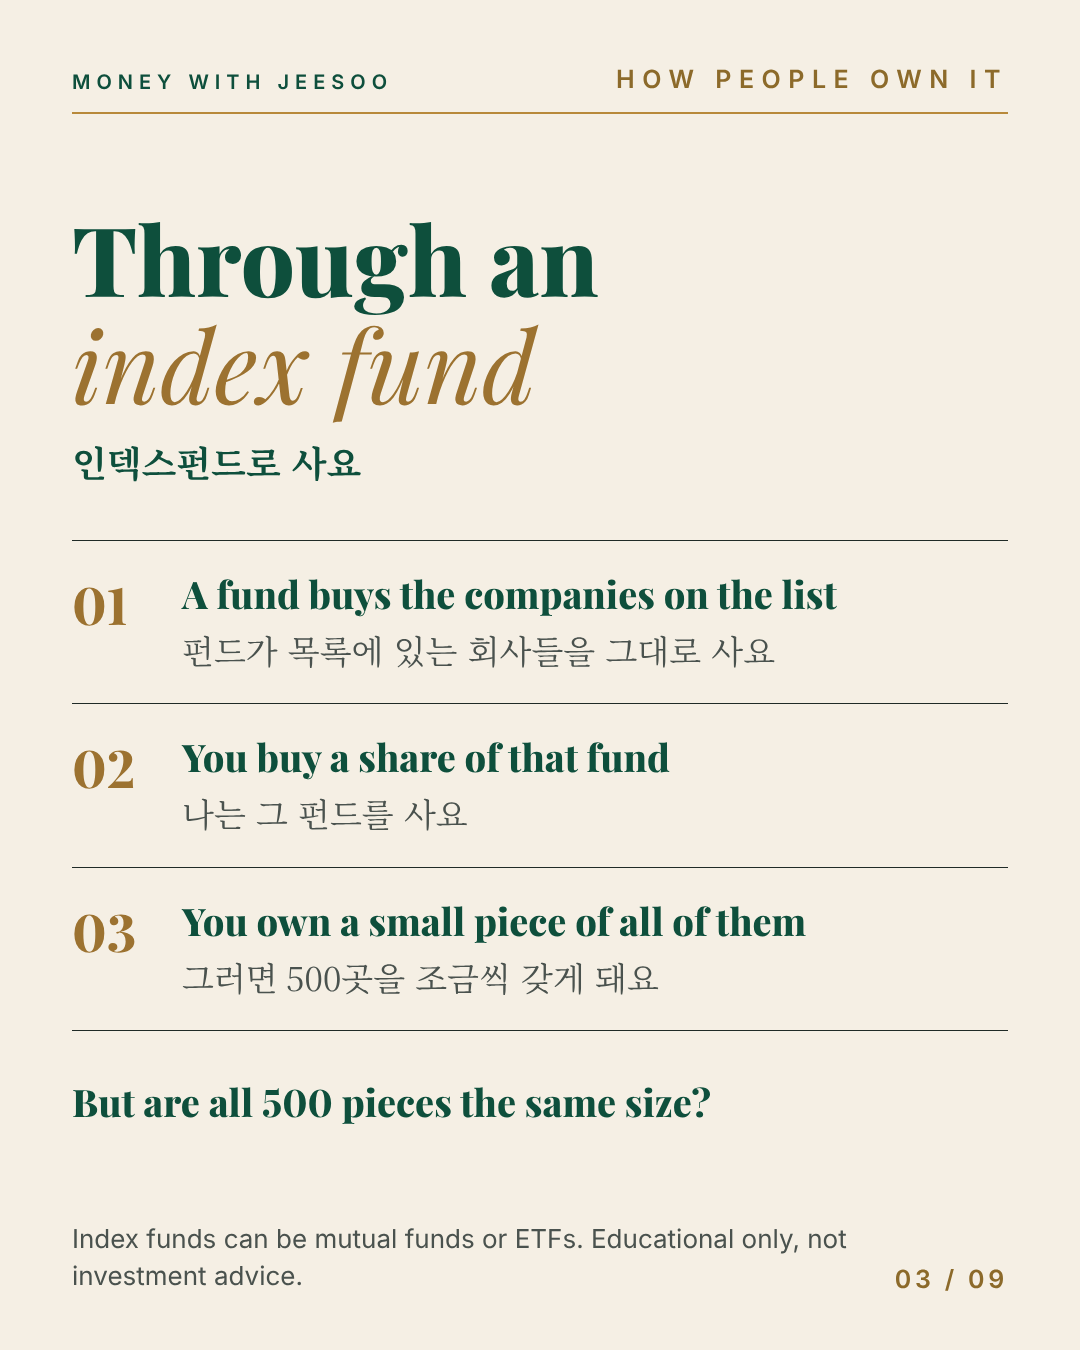 MONEY WITH JEESOO
HOW PEOPLE OWN IT
Through an
index fund
인덱스펀드로 사요
01
A fund buys the companies on the list
펀드가 목록에 있는 회사들을 그대로 사요
02
You buy a share of that fund
나는 그 펀드를 사요
03
You own a small piece of all of them
그러면 500곳을 조금씩 갖게 돼요
But are all 500 pieces the same size?
Index funds can be mutual funds or ETFs. Educational only, not
investment advice.
03 / 09